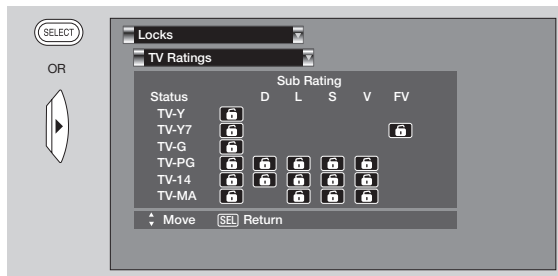 SELECT
OR
Locks
TV Ratings
Sub Rating
Status D L S V FV
TV-Y
TV-Y7
TV-G
TV-PG
TV-14
TV-MA
Move SEL Return